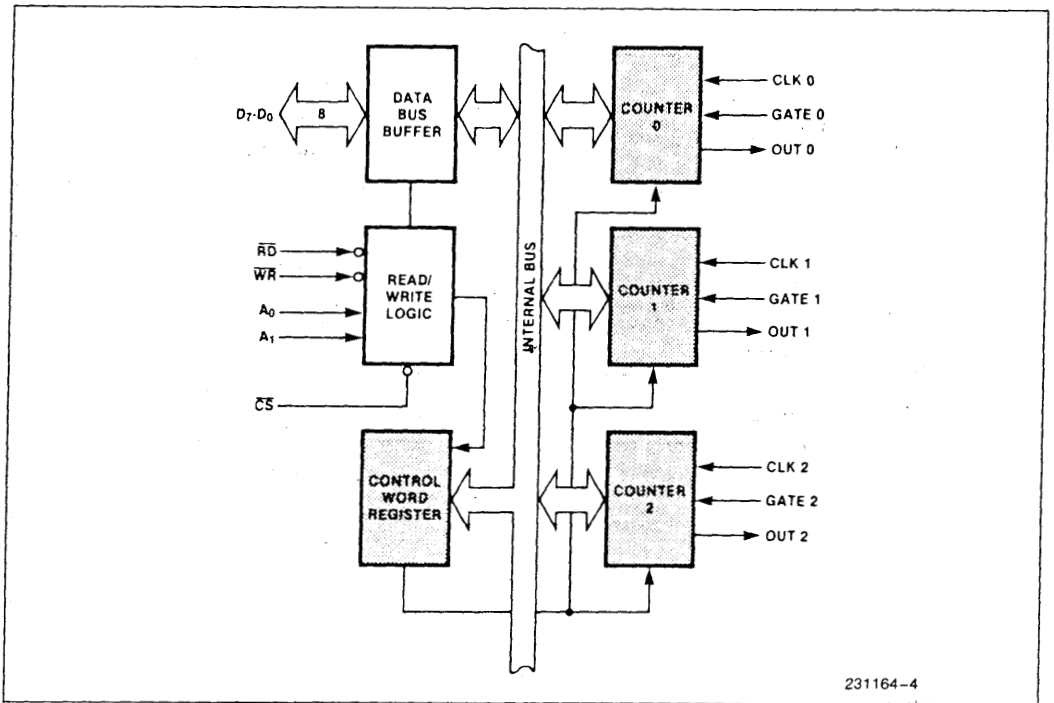 DATA
BUS
BUFFER
D7-D0
8
COUNTER
0
CLK 0
GATE 0
OUT 0
RD
WR
A0
A1
CS
READ/
WRITE
LOGIC
INTERNAL BUS
COUNTER
1
CLK 1
GATE 1
OUT 1
CONTROL
WORD
REGISTER
COUNTER
2
CLK 2
GATE 2
OUT 2
231164-4